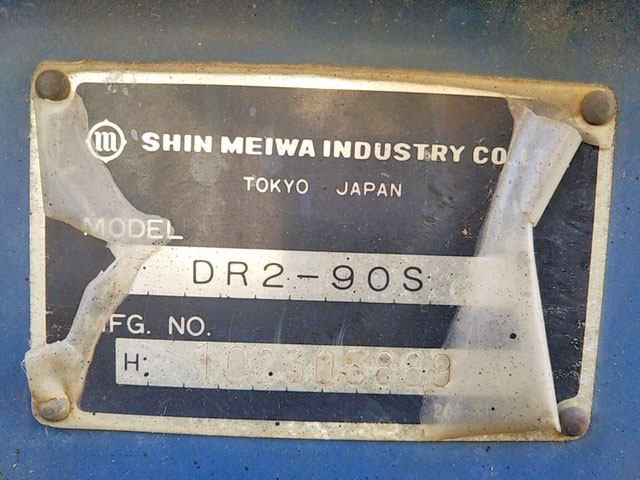 SHIN MEIWA INDUSTRY CO
TOKYO JAPAN
MODEL
DR2-90S
MFG. NO.
H: